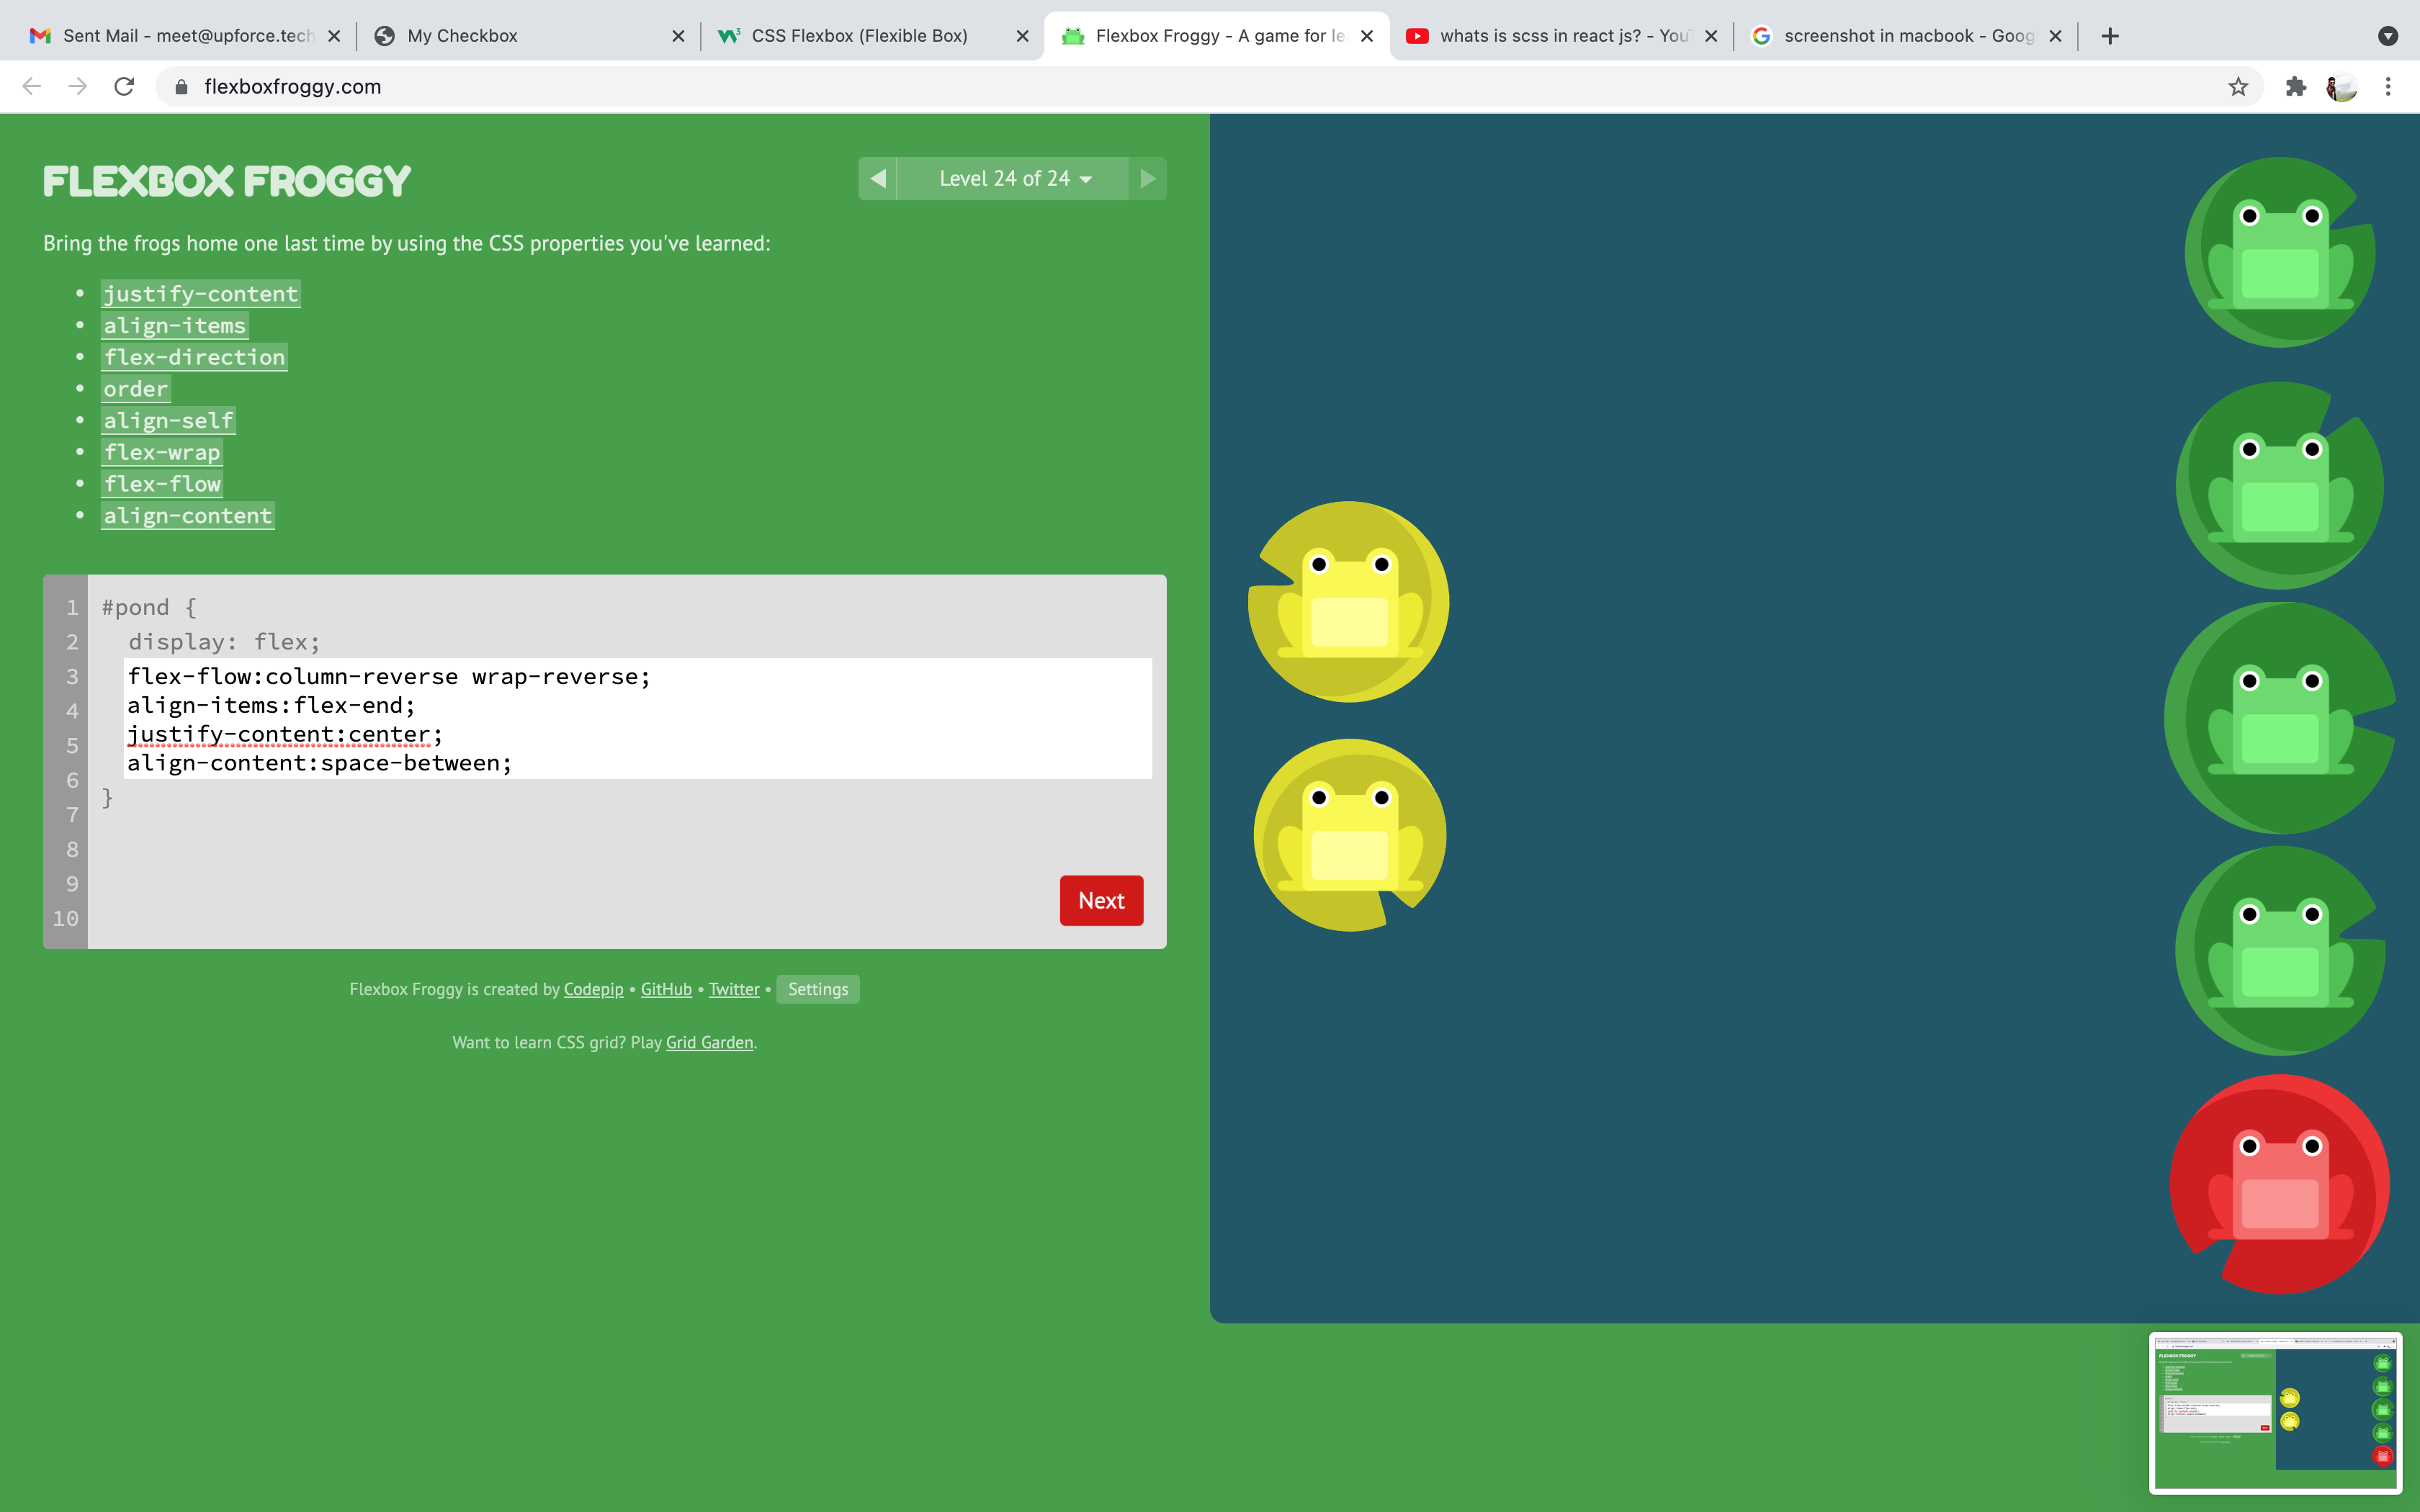 Sent Mail - meet@upforce.tech
My Checkbox
CSS Flexbox (Flexible Box)
Flexbox Froggy - A game for le
whats is scss in react js? - You
screenshot in macbook - Goog
flexboxfroggy.com
FLEXBOX FROGGY
Level 24 of 24
Bring the frogs home one last time by using the CSS properties you've learned:
• justify-content
• align-items
• flex-direction
• order
• align-self
• flex-wrap
• flex-flow
• align-content
1 #pond {
2 display: flex;
3 flex-flow:column-reverse wrap-reverse;
4 align-items:flex-end;
5 justify-content:center;
6 align-content:space-between;
7 }
8
9
10
Next
Flexbox Froggy is created by Codepip • GitHub • Twitter • Settings
Want to learn CSS grid? Play Grid Garden.